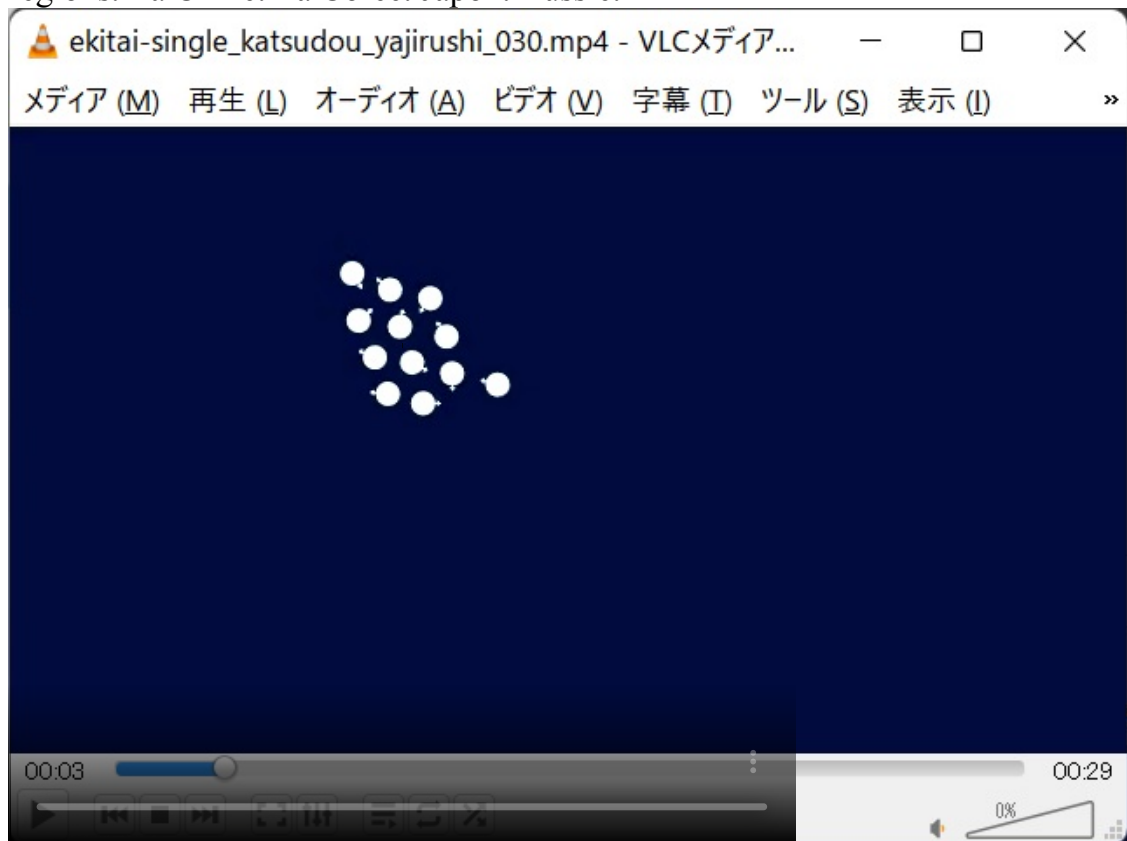 ekitai-single_katsudou_yajirushi_030.mp4 - VLCメディア...
メディア (M) 再生 (L) オーディオ (A) ビデオ (V) 字幕 (T) ツール (S) 表示 (I) »
00:03 00:29
0%